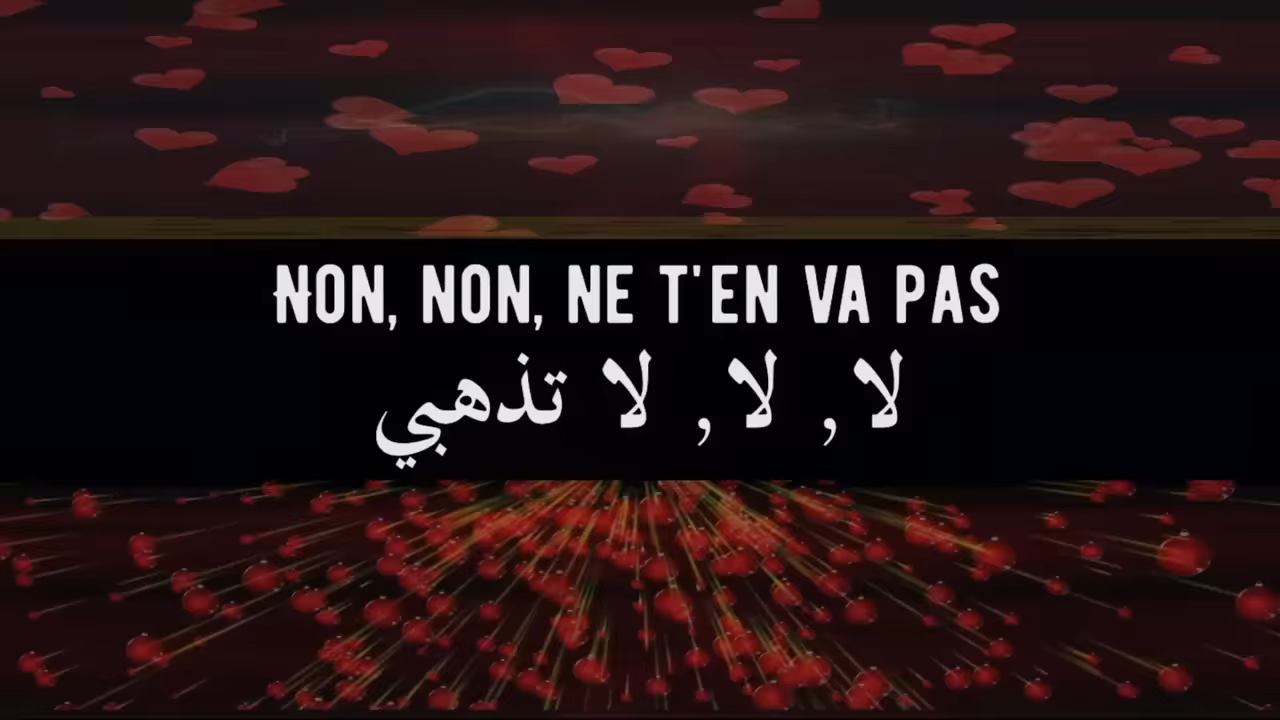 NON, NON, NE T'EN VA PAS
لا, لا, لا تذهبي